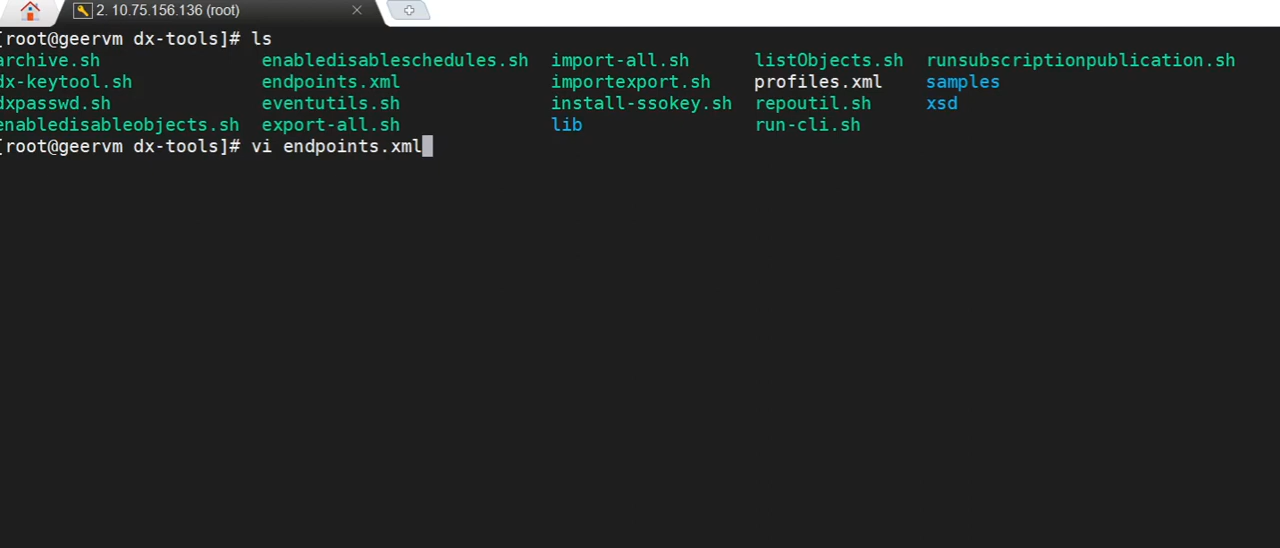 2. 10.75.156.136 (root)
[root@geervm dx-tools]# ls
archive.sh enabledisableschedules.sh import-all.sh listObjects.sh runsubscriptionpublication.sh
dx-keytool.sh endpoints.xml importexport.sh profiles.xml samples
dxpasswd.sh eventutils.sh install-ssokey.sh repoutil.sh xsd
enabledisableobjects.sh export-all.sh lib run-cli.sh
[root@geervm dx-tools]# vi endpoints.xml